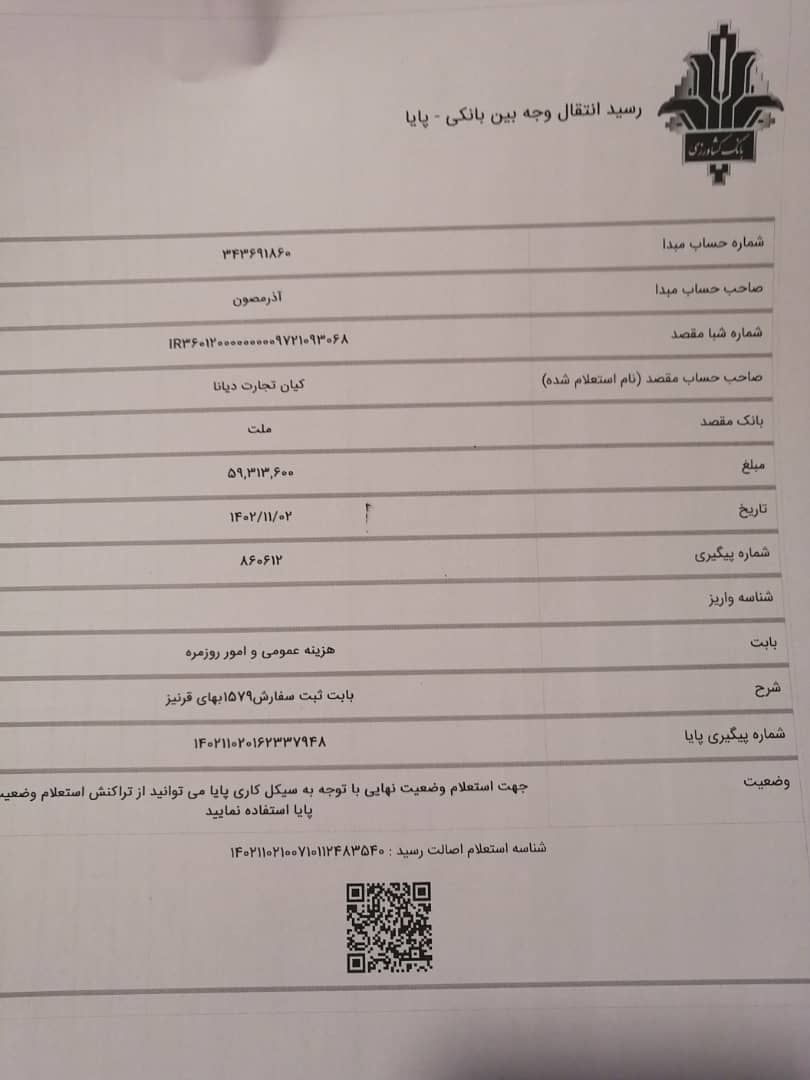 بانک کشاورزی
رسید انتقال وجه بین بانکی - پایا
شماره حساب مبدا ۳۴۳۶۹۱۸۶۰
صاحب حساب مبدا آذرمصون
شماره شبا مقصد IR۳۶۰۱۲۰۰۰۰۰۰۰۰۰۰۹۷۲۱۰۹۳۰۶۸
صاحب حساب مقصد (نام استعلام شده) کیان تجارت دیانا
بانک مقصد ملت
مبلغ ۵۹,۳۱۳,۶۰۰
تاریخ ۱۴۰۲/۱۱/۰۲
شماره پیگیری ۸۶۰۶۱۲
شناسه واریز
بابت هزینه عمومی و امور روزمره
شرح بابت ثبت سفارش۱۵۷۹بهای قرنیز
شماره پیگیری پایا ۱۴۰۲۱۱۰۲۰۱۶۲۳۳۷۹۴۸
وضعیت جهت استعلام وضعیت نهایی با توجه به سیکل کاری پایا می توانید از تراکنش استعلام وضعیت
پایا استفاده نمایید
شناسه استعلام اصالت رسید : ۱۴۰۲۱۱۰۲۱۰۰۷۱۰۱۱۲۴۸۳۵۴۰